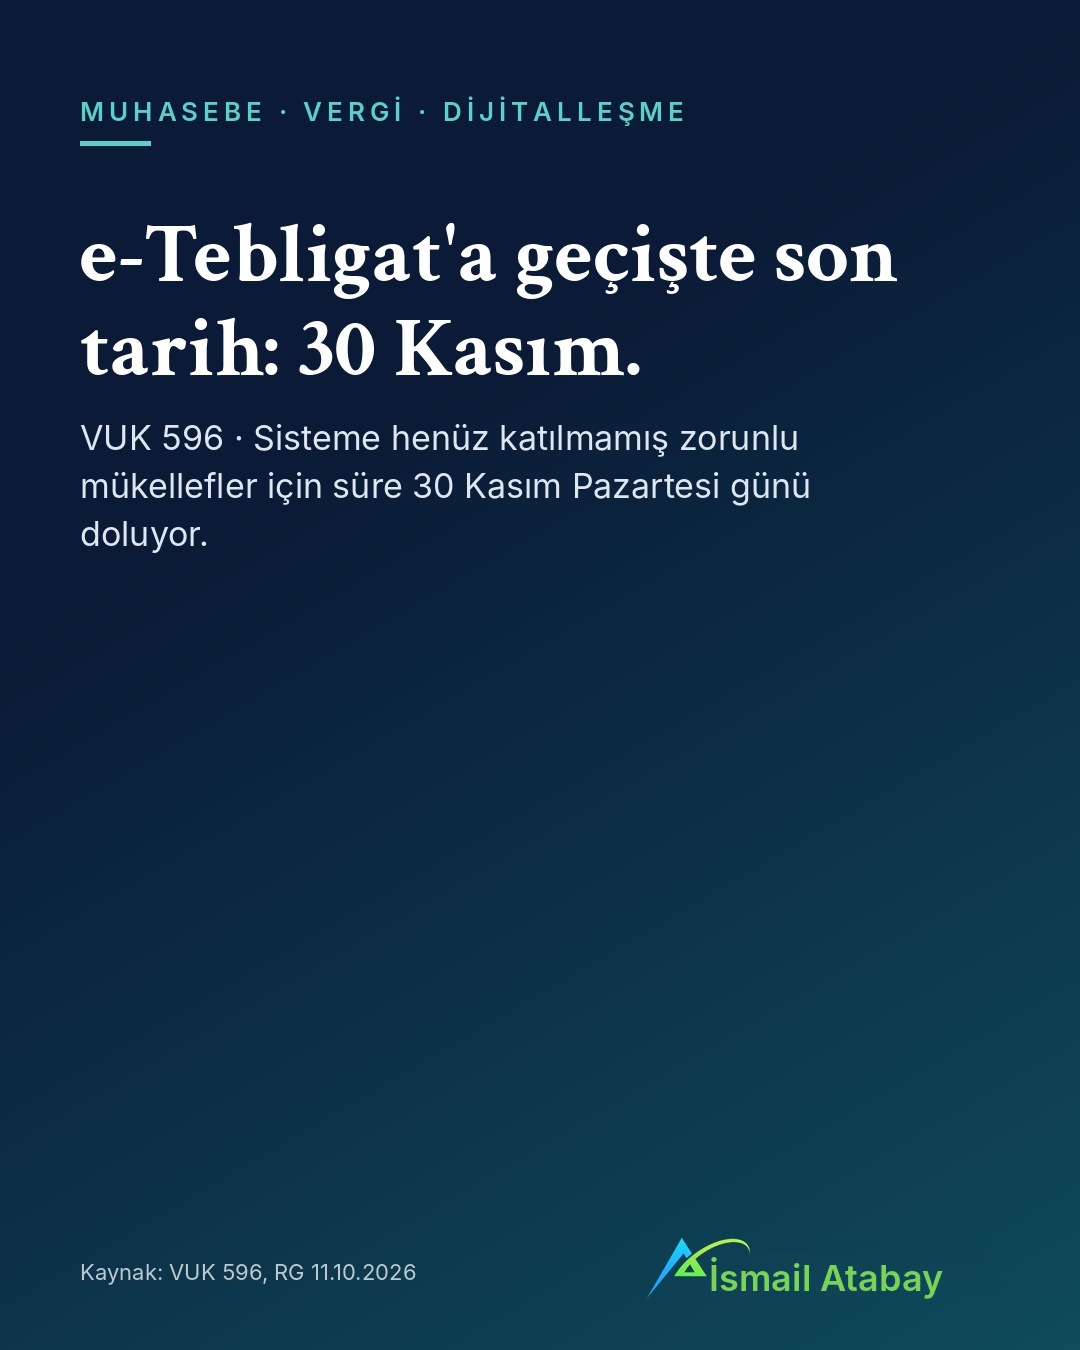 MUHASEBE · VERGİ · DİJİTALLEŞME
e-Tebligat'a geçişte son
tarih: 30 Kasım.
VUK 596 · Sisteme henüz katılmamış zorunlu
mükellefler için süre 30 Kasım Pazartesi günü
doluyor.
Kaynak: VUK 596, RG 11.10.2026
İsmail Atabay